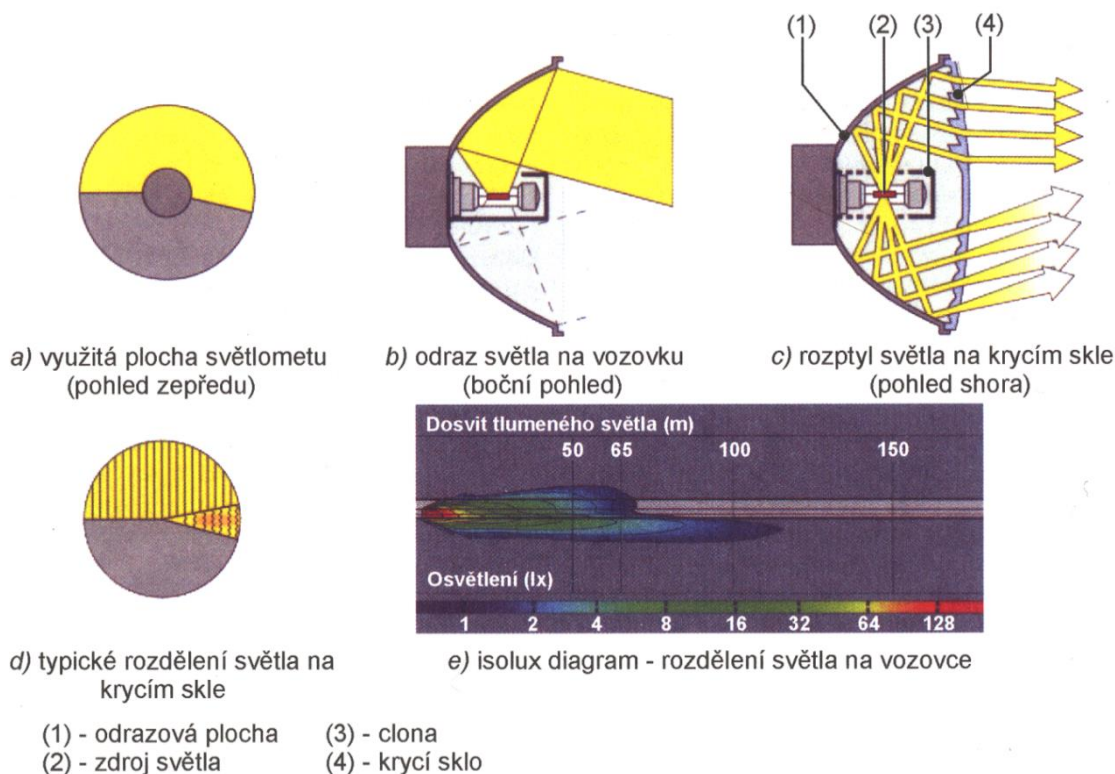 (1) (2) (3) (4)
a) využitá plocha světlometu
(pohled zepředu)
b) odraz světla na vozovku
(boční pohled)
c) rozptyl světla na krycím skle
(pohled shora)
Dosvit tlumeného světla (m)
50 65 100 150
Osvětlení (lx)
1 2 4 8 16 32 64 128
d) typické rozdělení světla na
krycím skle
e) isolux diagram - rozdělení světla na vozovce
(1) - odrazová plocha
(2) - zdroj světla
(3) - clona
(4) - krycí sklo